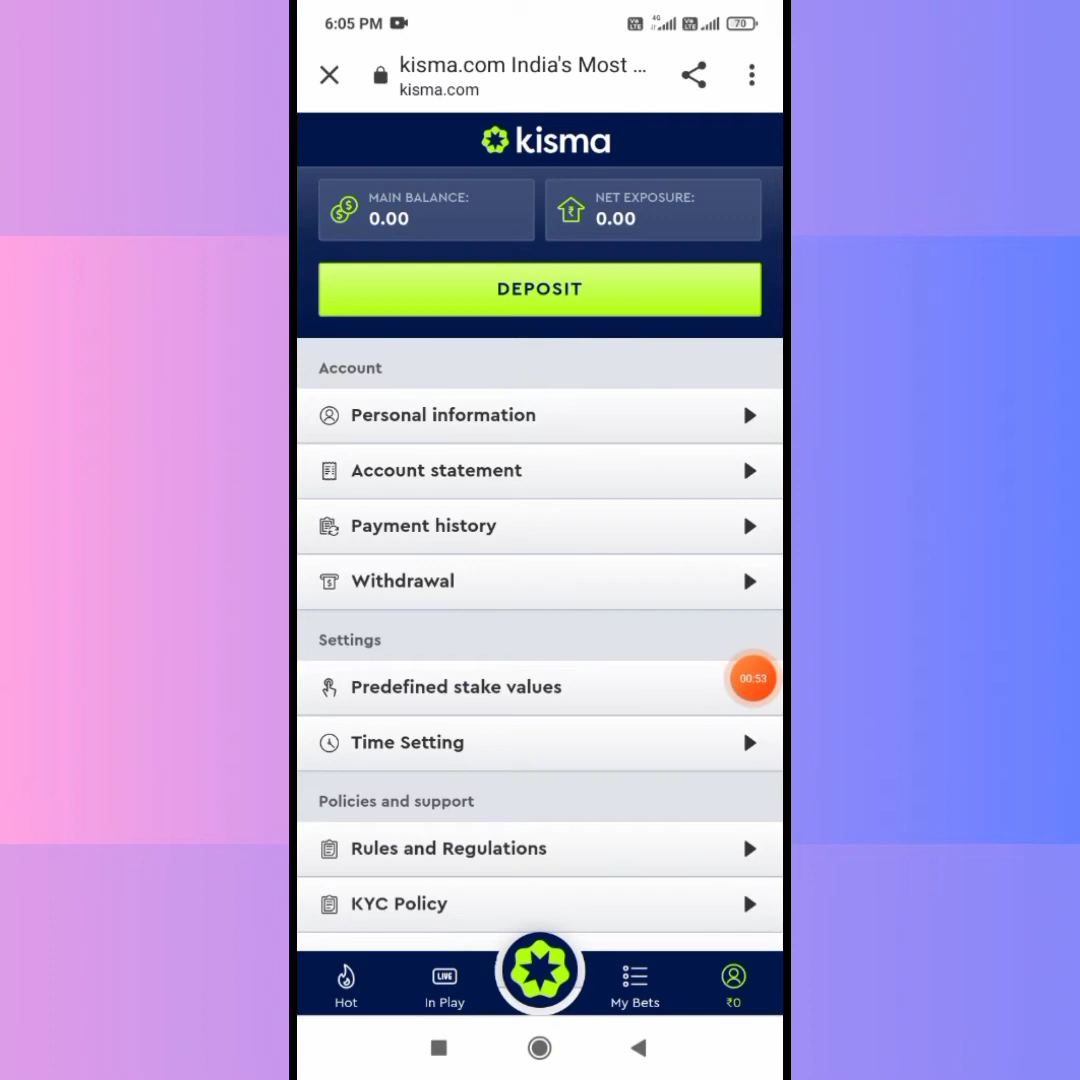 6:05 PM
4G
70
kisma.com India's Most ...
kisma.com
kisma
MAIN BALANCE:
0.00
NET EXPOSURE:
0.00
DEPOSIT
Account
Personal information
Account statement
Payment history
Withdrawal
Settings
Predefined stake values
00:53
Time Setting
Policies and support
Rules and Regulations
KYC Policy
Hot
LIVE
In Play
My Bets
₹0